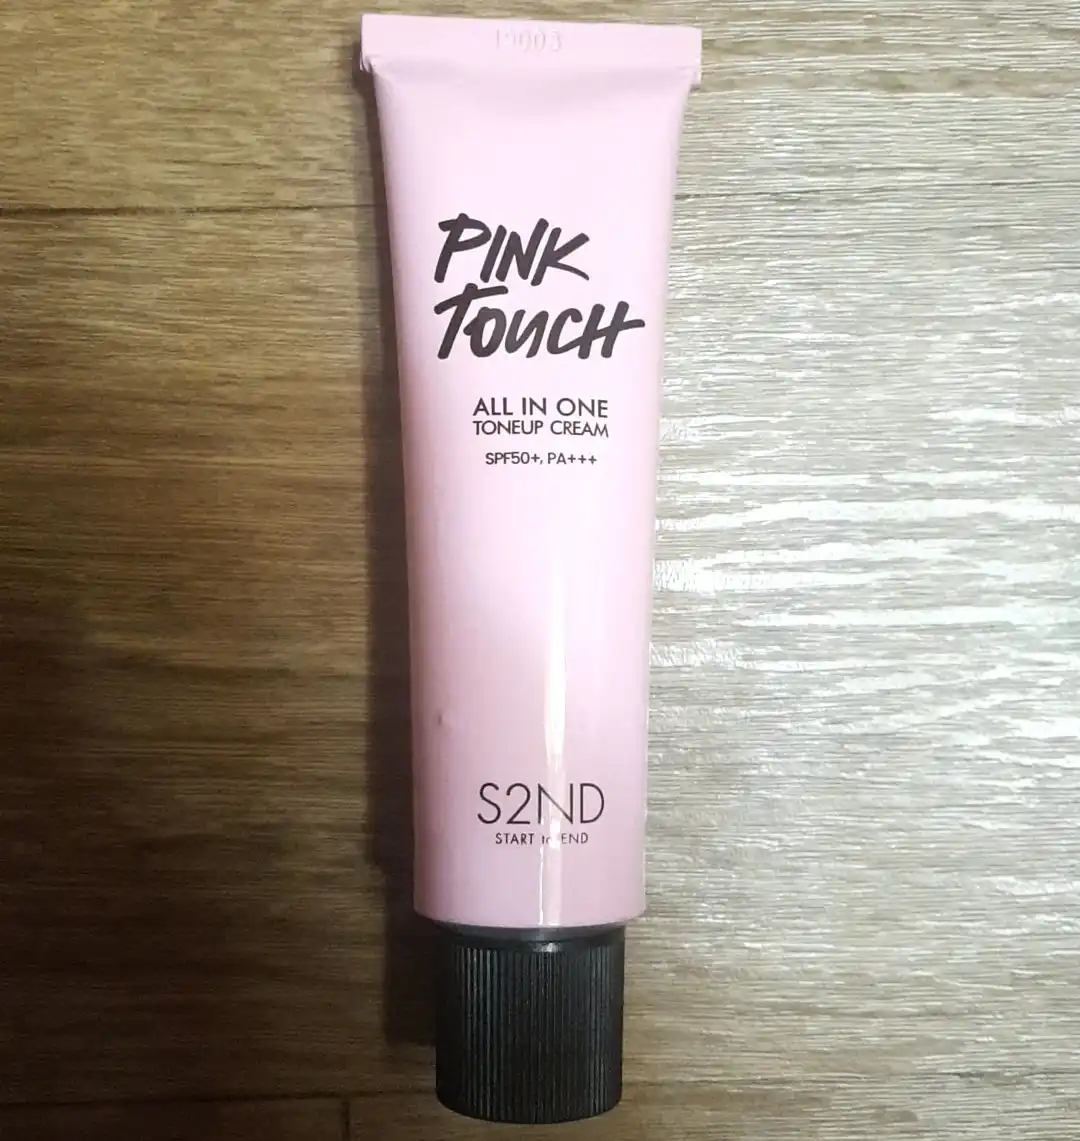 PINK
TOUCH
ALL IN ONE
TONEUP CREAM
SPF50+, PA+++
S2ND
START to END